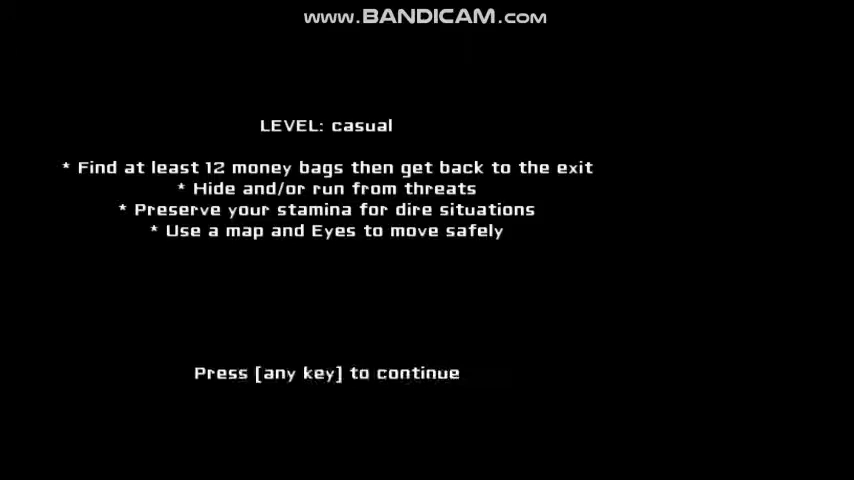 www.BANDICAM.com
LEVEL: casual
* Find at least 12 money bags then get back to the exit
* Hide and/or run from threats
* Preserve your stamina for dire situations
* Use a map and Eyes to move safely
Press [any key] to continue